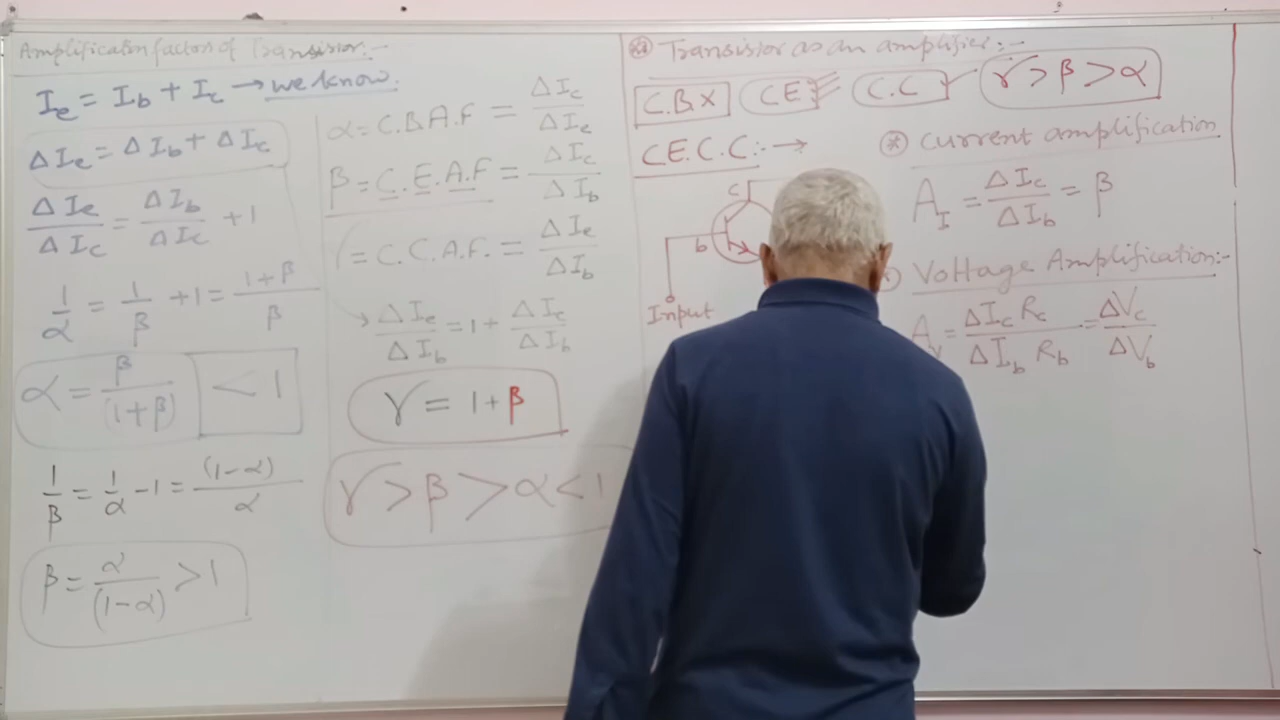 Amplification factor of Transistor:-
Ie = Ib + Ic → we know.
ΔIe = ΔIb + ΔIc
ΔIe/ΔIc = ΔIb/ΔIc + 1
1/α = 1/β + 1 = 1+β/β
α = β/(1+β) < 1
1/β = 1/α - 1 = (1-α)/α
β = α/(1-α) > 1
α = C.B.A.F = ΔIc/ΔIe
β = C.E.A.F = ΔIc/ΔIb
= C.C.A.F. = ΔIe/ΔIb
→ ΔIe/ΔIb = 1 + ΔIc/ΔIb
γ = 1 + β
γ > β > α < 1
Transistor as an amplifier:-
C.B X C.E. C.C γ > β > α
C.E.C.C:- →
C
b
Input
Current amplification
A_I = ΔIc/ΔIb = β
Voltage Amplification:-
A = ΔIc Rc/ΔIb Rb = ΔVc/ΔVb